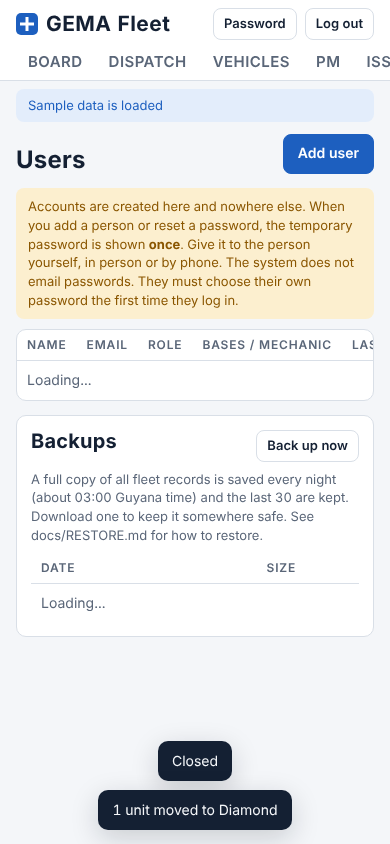 GEMA Fleet
Password
Log out
BOARD
DISPATCH
VEHICLES
PM
ISS
Sample data is loaded
Users
Add user
Accounts are created here and nowhere else. When
you add a person or reset a password, the temporary
password is shown once. Give it to the person
yourself, in person or by phone. The system does not
email passwords. They must choose their own
password the first time they log in.
NAME EMAIL ROLE BASES / MECHANIC LAS
Loading...
Backups
Back up now
A full copy of all fleet records is saved every night
(about 03:00 Guyana time) and the last 30 are kept.
Download one to keep it somewhere safe. See
docs/RESTORE.md for how to restore.
DATE SIZE
Loading...
Closed
1 unit moved to Diamond